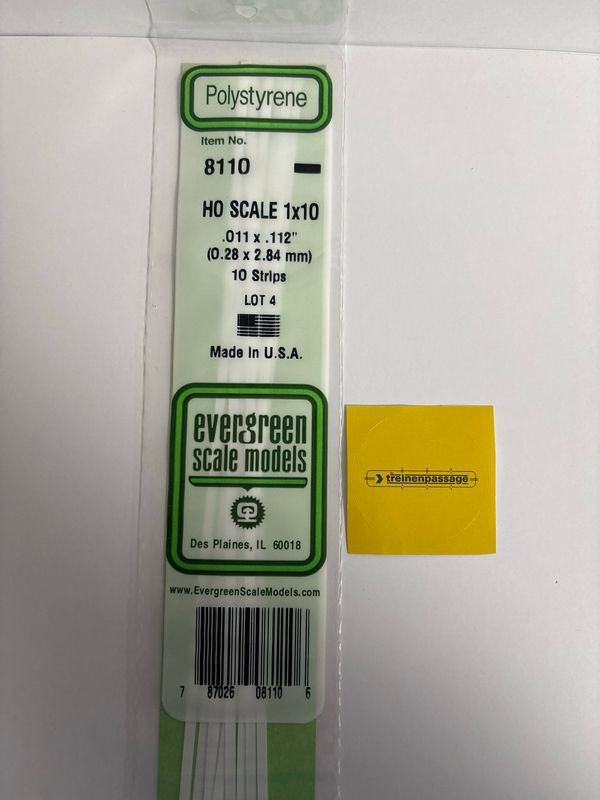 Polystyrene
Item No.
8110
HO SCALE 1x10
.011 x .112"
(0.28 x 2.84 mm)
10 Strips
LOT 4
Made in U.S.A.
evergreen
scale models
Des Plaines, IL 60018
www.EvergreenScaleModels.com
7 87026 08110 6
treinenpassage